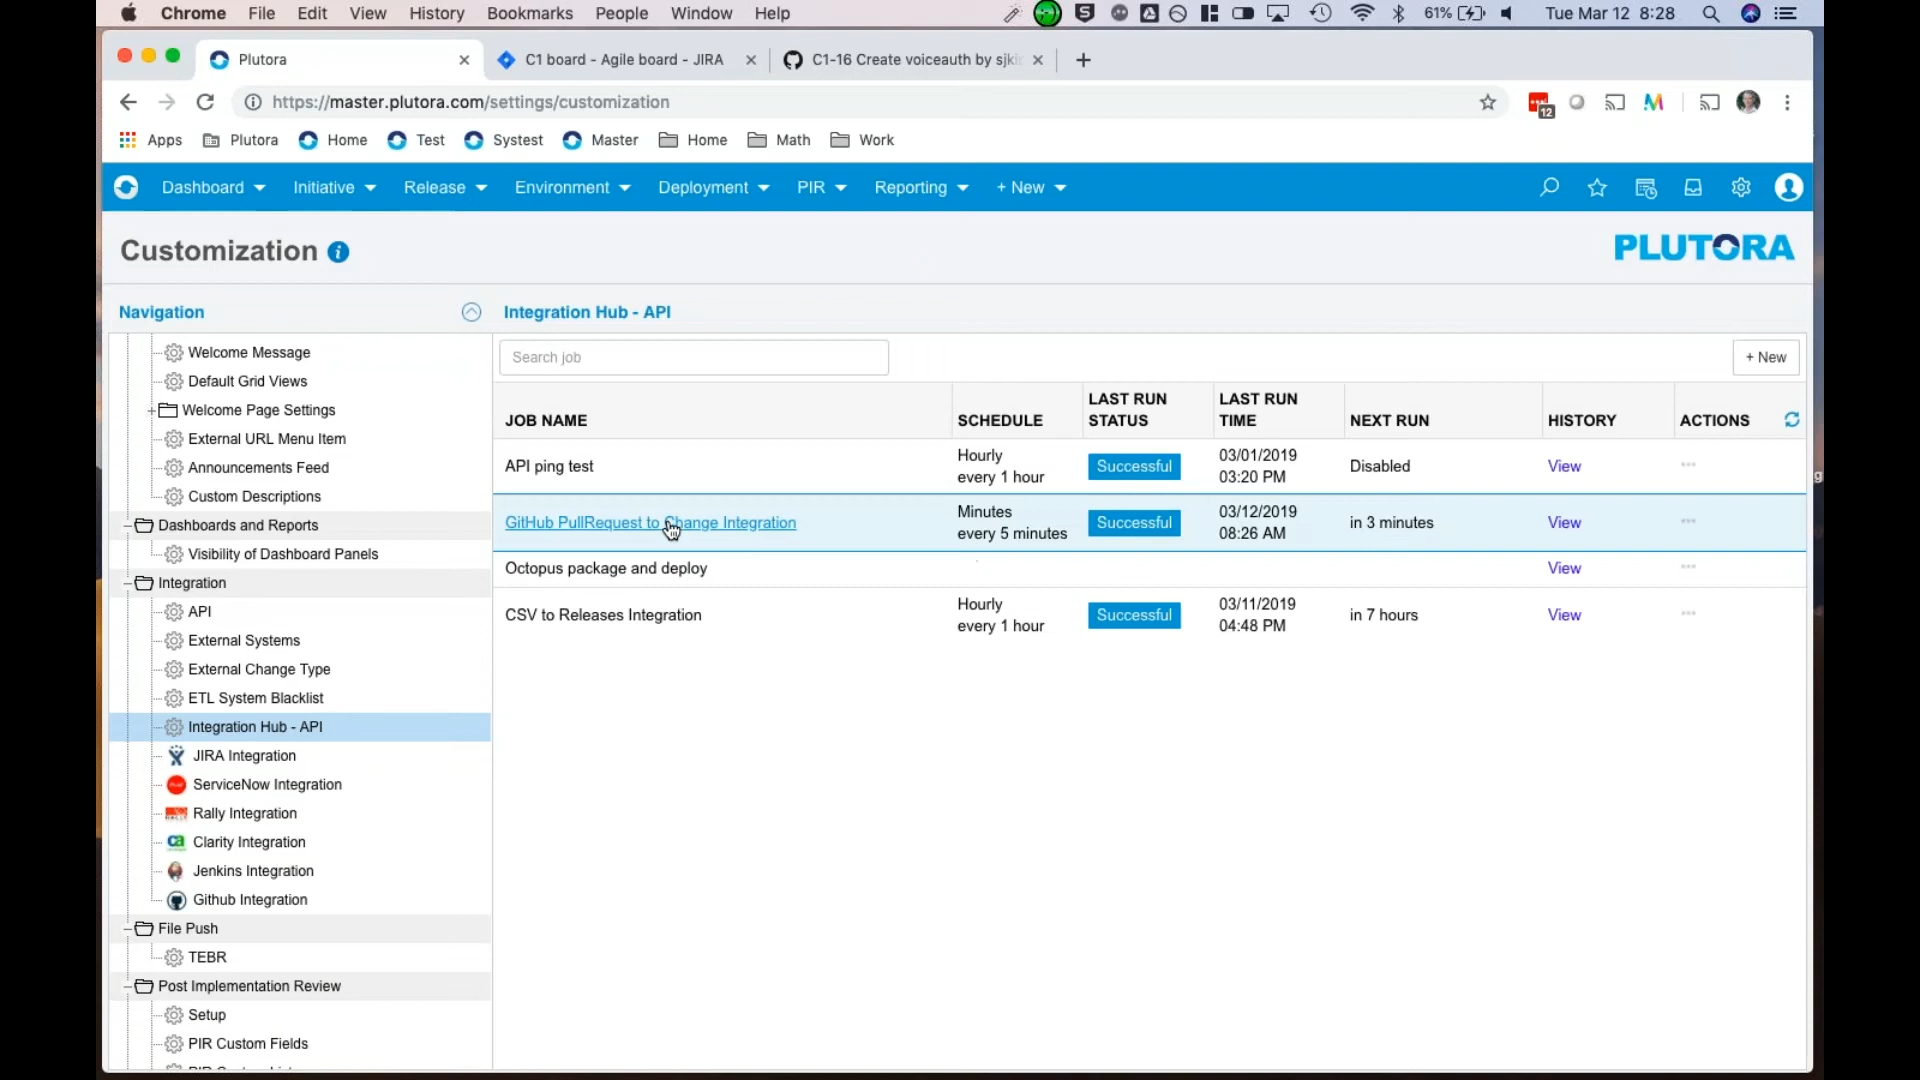 Chrome File Edit View History Bookmarks People Window Help 61% Tue Mar 12 8:28
Plutora
C1 board - Agile board - JIRA
C1-16 Create voiceauth by
https://master.plutora.com/settings/customization
12
Apps Plutora Home Test Systest Master Home Math Work
Dashboard Initiative Release Environment Deployment PIR Reporting + New
Customization
PLUTORA
Navigation
Welcome Message
Default Grid Views
Welcome Page Settings
External URL Menu Item
Announcements Feed
Custom Descriptions
Dashboards and Reports
Visibility of Dashboard Panels
Integration
API
External Systems
External Change Type
ETL System Blacklist
Integration Hub - API
JIRA Integration
ServiceNow Integration
Rally Integration
Clarity Integration
Jenkins Integration
Github Integration
File Push
TEBR
Post Implementation Review
Setup
PIR Custom Fields
Integration Hub - API
Search job
+ New
JOB NAME SCHEDULE LAST RUN STATUS LAST RUN TIME NEXT RUN HISTORY ACTIONS
API ping test Hourly every 1 hour Successful 03/01/2019 03:20 PM Disabled View
GitHub PullRequest to Change Integration Minutes every 5 minutes Successful 03/12/2019 08:26 AM in 3 minutes View
Octopus package and deploy View
CSV to Releases Integration Hourly every 1 hour Successful 03/11/2019 04:48 PM in 7 hours View